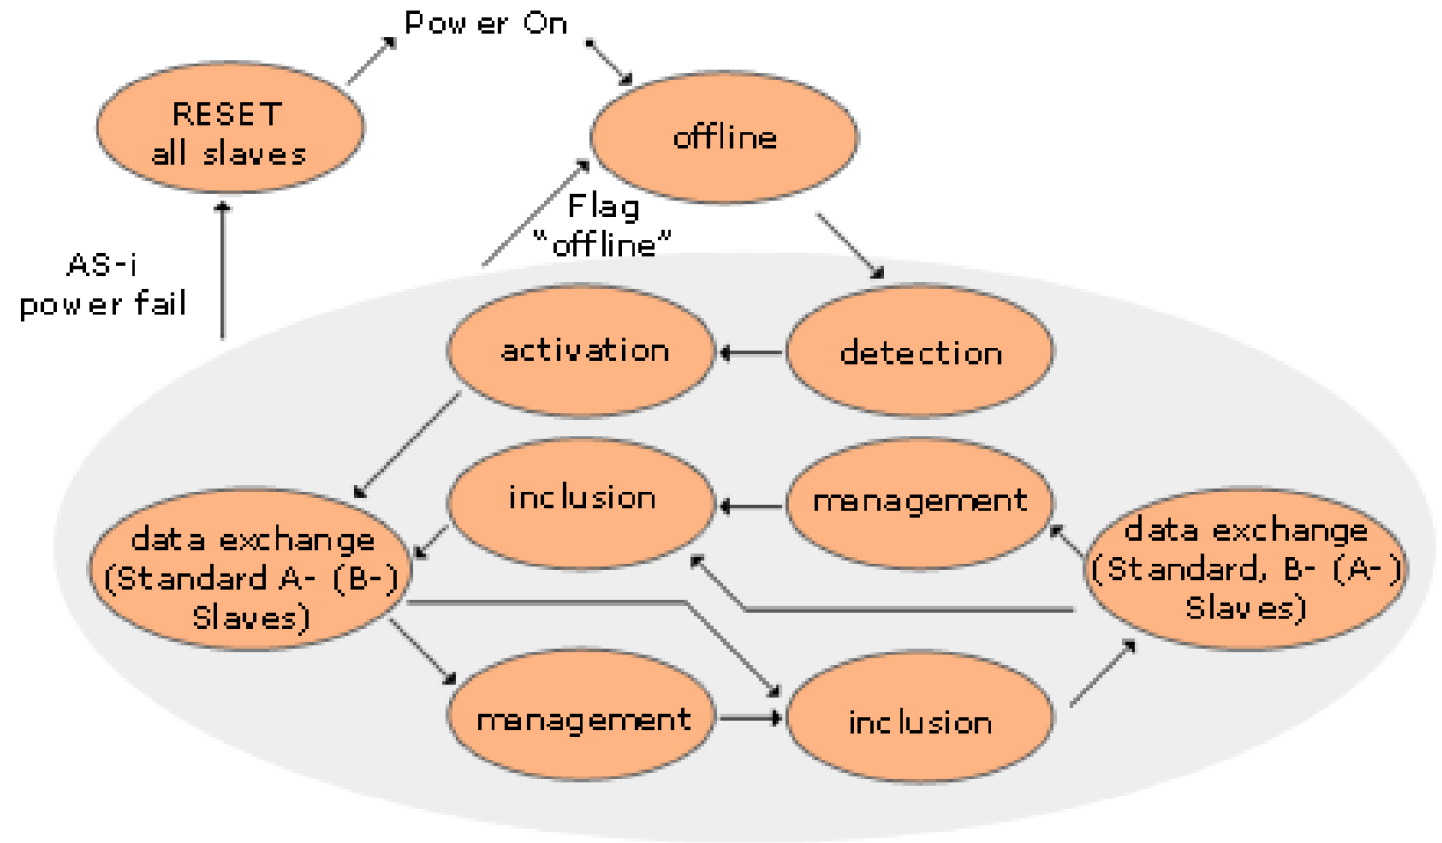 Power On
RESET
all slaves
offline
Flag
“offline”
AS-i
power fail
activation
detection
inclusion
management
data exchange
(Standard A- (B-)
Slaves)
data exchange
(Standard, B- (A-)
Slaves)
management
inclusion